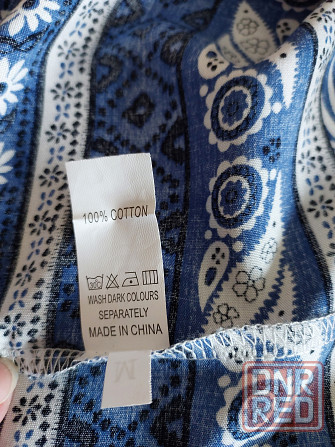 100% COTTON
WASH DARK COLOURS
SEPARATELY
MADE IN CHINA
M
DNR
RED